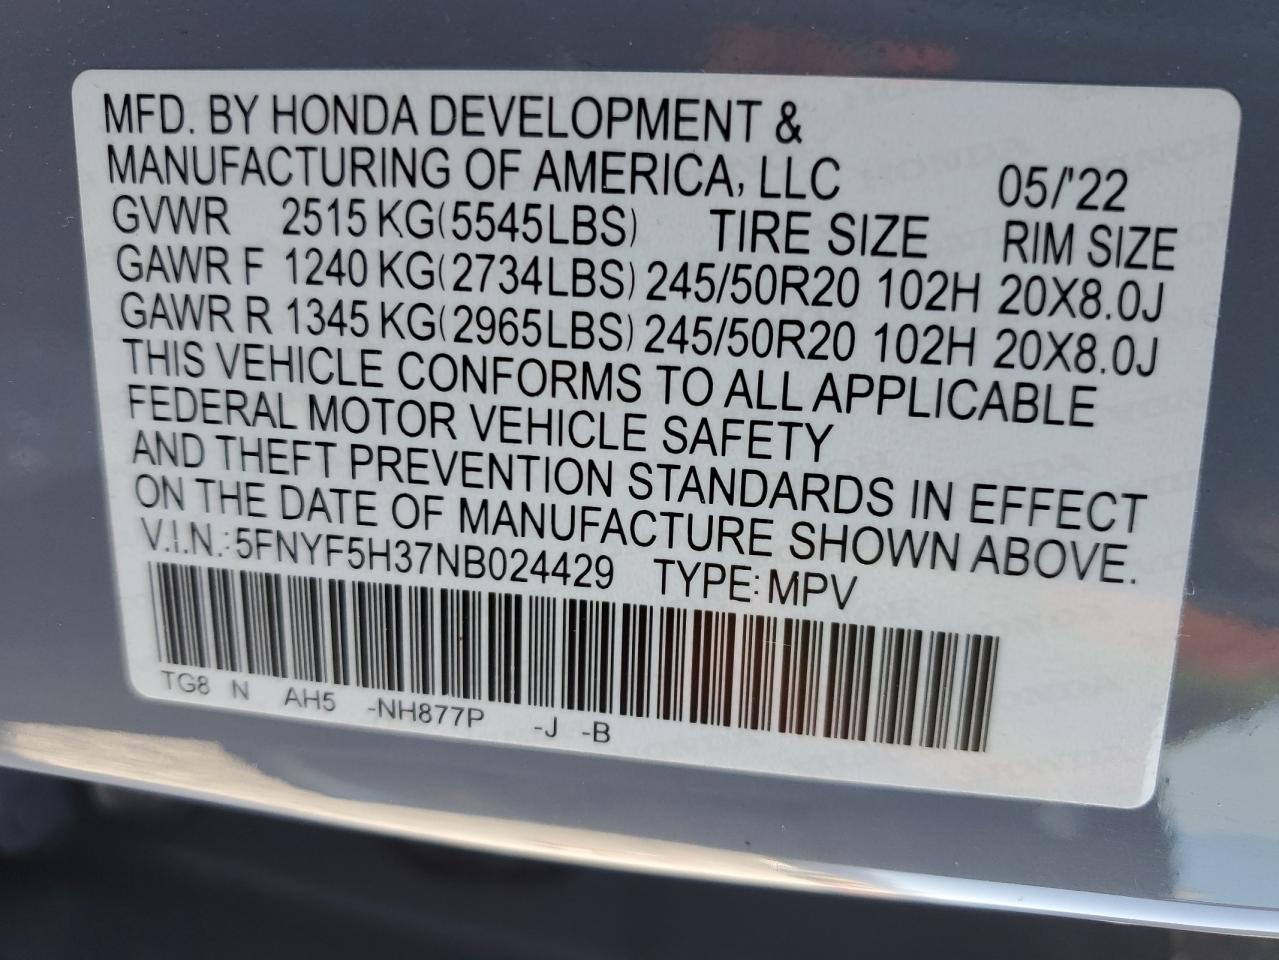 MFD. BY HONDA DEVELOPMENT &
MANUFACTURING OF AMERICA, LLC 05/'22
GVWR 2515 KG(5545LBS) TIRE SIZE RIM SIZE
GAWR F 1240 KG(2734LBS) 245/50R20 102H 20X8.0J
GAWR R 1345 KG(2965LBS) 245/50R20 102H 20X8.0J
THIS VEHICLE CONFORMS TO ALL APPLICABLE
FEDERAL MOTOR VEHICLE SAFETY
AND THEFT PREVENTION STANDARDS IN EFFECT
ON THE DATE OF MANUFACTURE SHOWN ABOVE.
V.I.N.: 5FNYF5H37NB024429 TYPE: MPV
TG8 N AH5 -NH877P -J -B